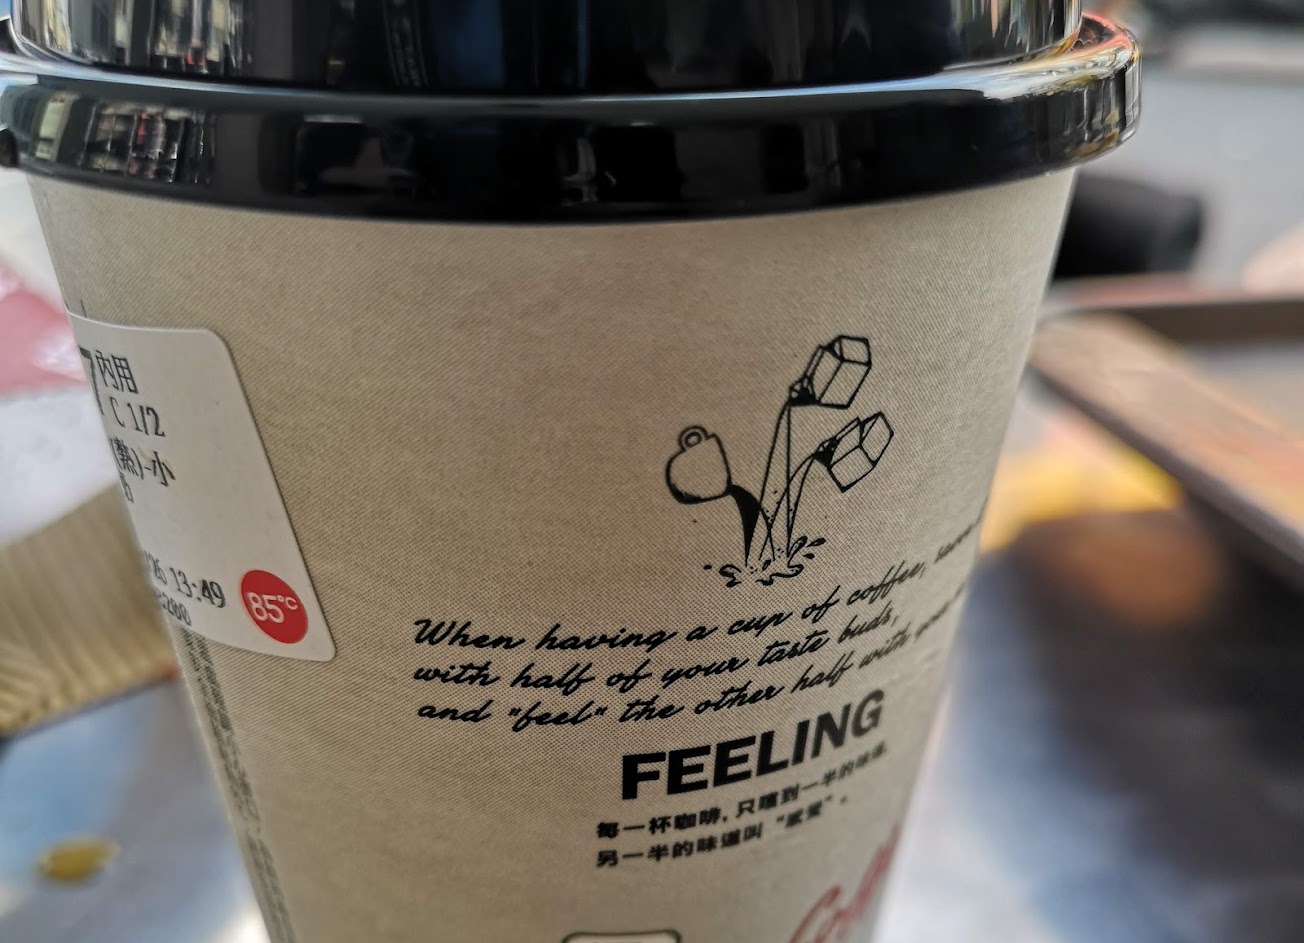 內用
C 1/2
(熱)-小
13:49
85°C
When having a cup of coffee,
with half of your taste buds,
and "feel" the other half with
FEELING
每一杯咖啡, 只嚐到一半的味道
另一半的味道叫 "感覺".